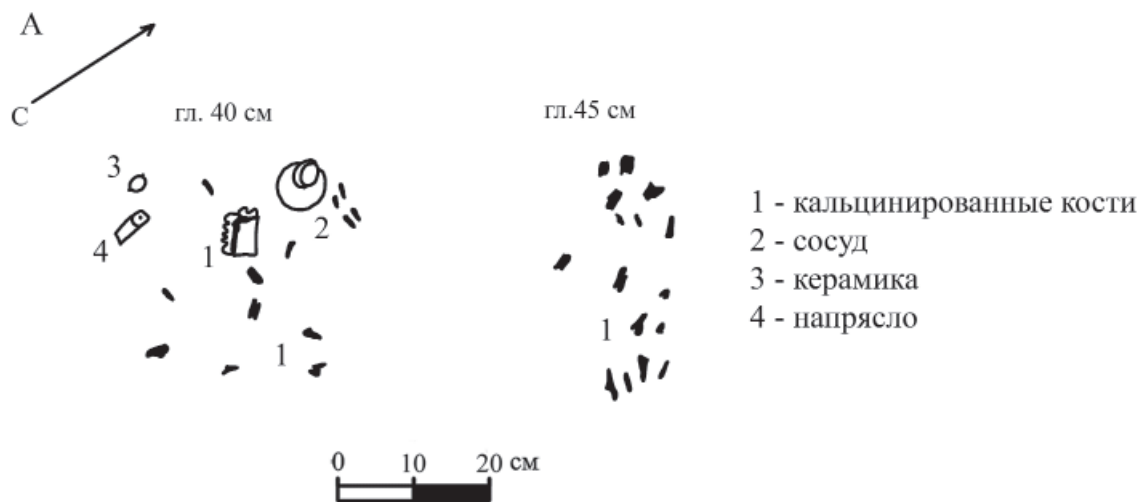 А
С
гл. 40 см
гл.45 см
3
4
1
2
1
1
1 - кальцинированные кости
2 - сосуд
3 - керамика
4 - напрясло
0 10 20 см